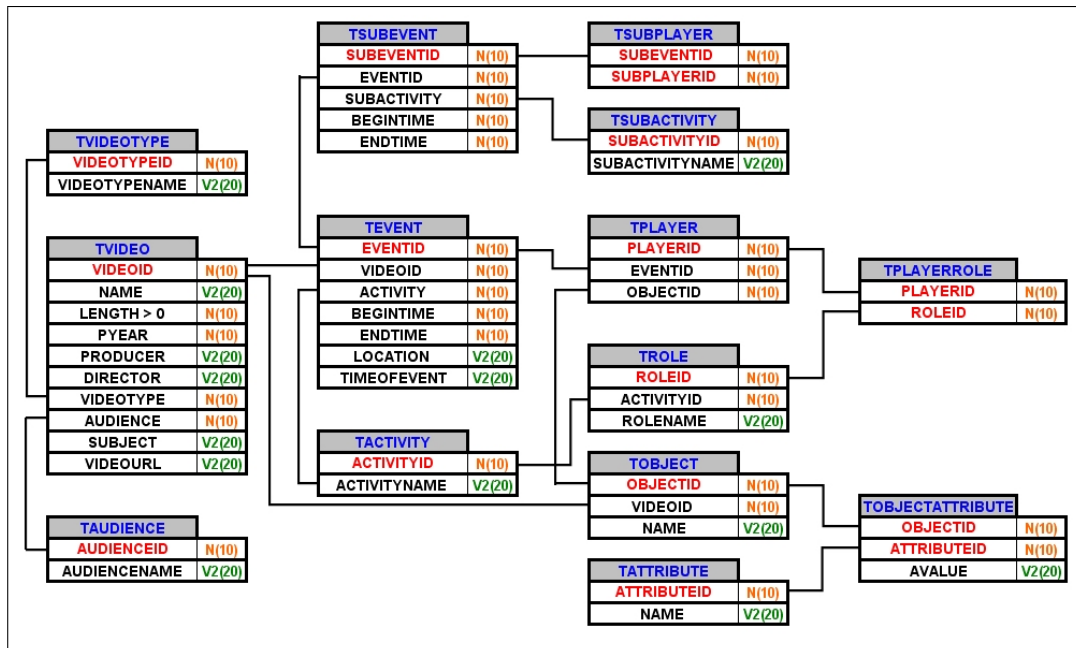 TSUBEVENT
SUBEVENTID N(10)
EVENTID N(10)
SUBACTIVITY N(10)
BEGINTIME N(10)
ENDTIME N(10)
TSUBPLAYER
SUBEVENTID N(10)
SUBPLAYERID N(10)
TSUBACTIVITY
SUBACTIVITYID N(10)
SUBACTIVITYNAME V2(20)
TVIDEOTYPE
VIDEOTYPEID N(10)
VIDEOTYPENAME V2(20)
TVIDEO
VIDEOID N(10)
NAME V2(20)
LENGTH > 0 N(10)
PYEAR N(10)
PRODUCER V2(20)
DIRECTOR V2(20)
VIDEOTYPE N(10)
AUDIENCE N(10)
SUBJECT V2(20)
VIDEOURL V2(20)
TEVENT
EVENTID N(10)
VIDEOID N(10)
ACTIVITY N(10)
BEGINTIME N(10)
ENDTIME N(10)
LOCATION V2(20)
TIMEOFEVENT V2(20)
TPLAYER
PLAYERID N(10)
EVENTID N(10)
OBJECTID N(10)
TPLAYERROLE
PLAYERID N(10)
ROLEID N(10)
TROLE
ROLEID N(10)
ACTIVITYID N(10)
ROLENAME V2(20)
TACTIVITY
ACTIVITYID N(10)
ACTIVITYNAME V2(20)
TOBJECT
OBJECTID N(10)
VIDEOID N(10)
NAME V2(20)
TOBJECTATTRIBUTE
OBJECTID N(10)
ATTRIBUTEID N(10)
AVALUE V2(20)
TAUDIENCE
AUDIENCEID N(10)
AUDIENCENAME V2(20)
TATTRIBUTE
ATTRIBUTEID N(10)
NAME V2(20)